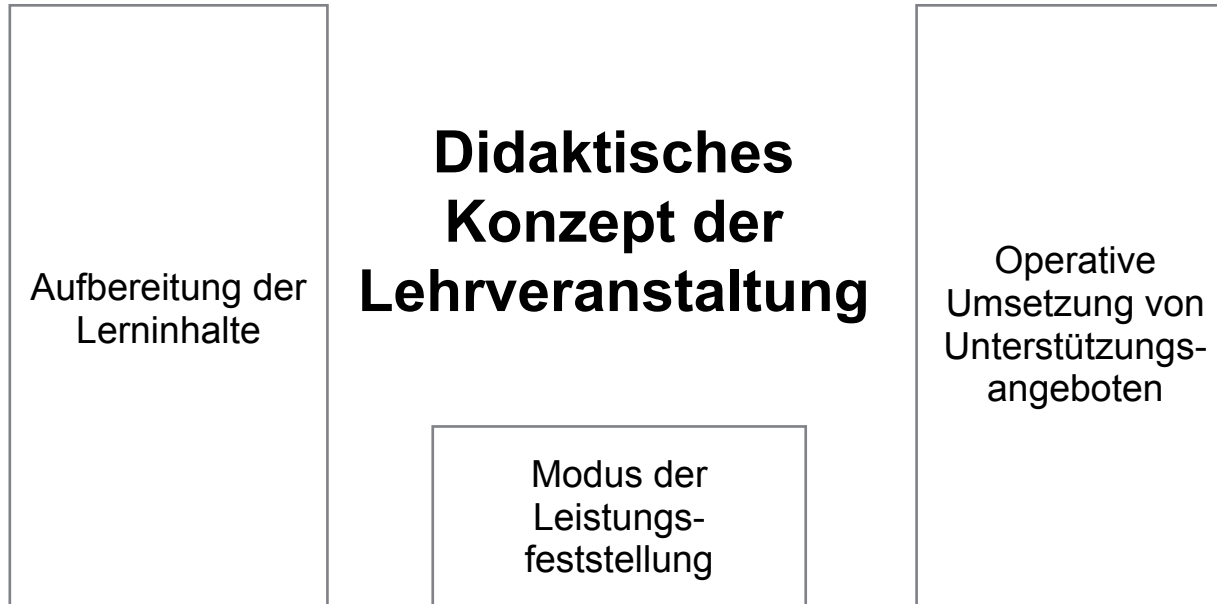 Didaktisches
Konzept der
Lehrveranstaltung
Aufbereitung der
Lerninhalte
Operative
Umsetzung von
Unterstützungs-
angeboten
Modus der
Leistungs-
feststellung